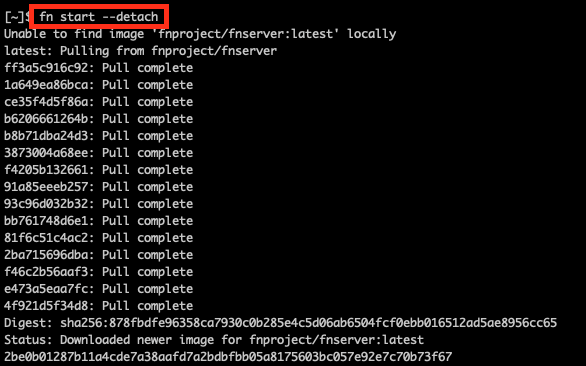 [~]$ fn start --detach
Unable to find image 'fnproject/fnserver:latest' locally
latest: Pulling from fnproject/fnserver
ff3a5c916c92: Pull complete
1a649ea86bca: Pull complete
ce35f4d5f86a: Pull complete
b6206661264b: Pull complete
b8b71dba24d3: Pull complete
3873004a68ee: Pull complete
f4205b132661: Pull complete
91a85eeeb257: Pull complete
93c96d032b32: Pull complete
bb761748d6e1: Pull complete
81f6c51c4ac2: Pull complete
2ba715696dba: Pull complete
f46c2b56aaf3: Pull complete
e473a5eaa7fc: Pull complete
4f921d5f34d8: Pull complete
Digest: sha256:878fbdfe96358ca7930c0b285e4c5d06ab6504fcf0ebb016512ad5ae8956cc65
Status: Downloaded newer image for fnproject/fnserver:latest
2be0b01287b11a4cde7a38aafd7a2bdbfbb05a8175603bc057e92e7c70b73f67